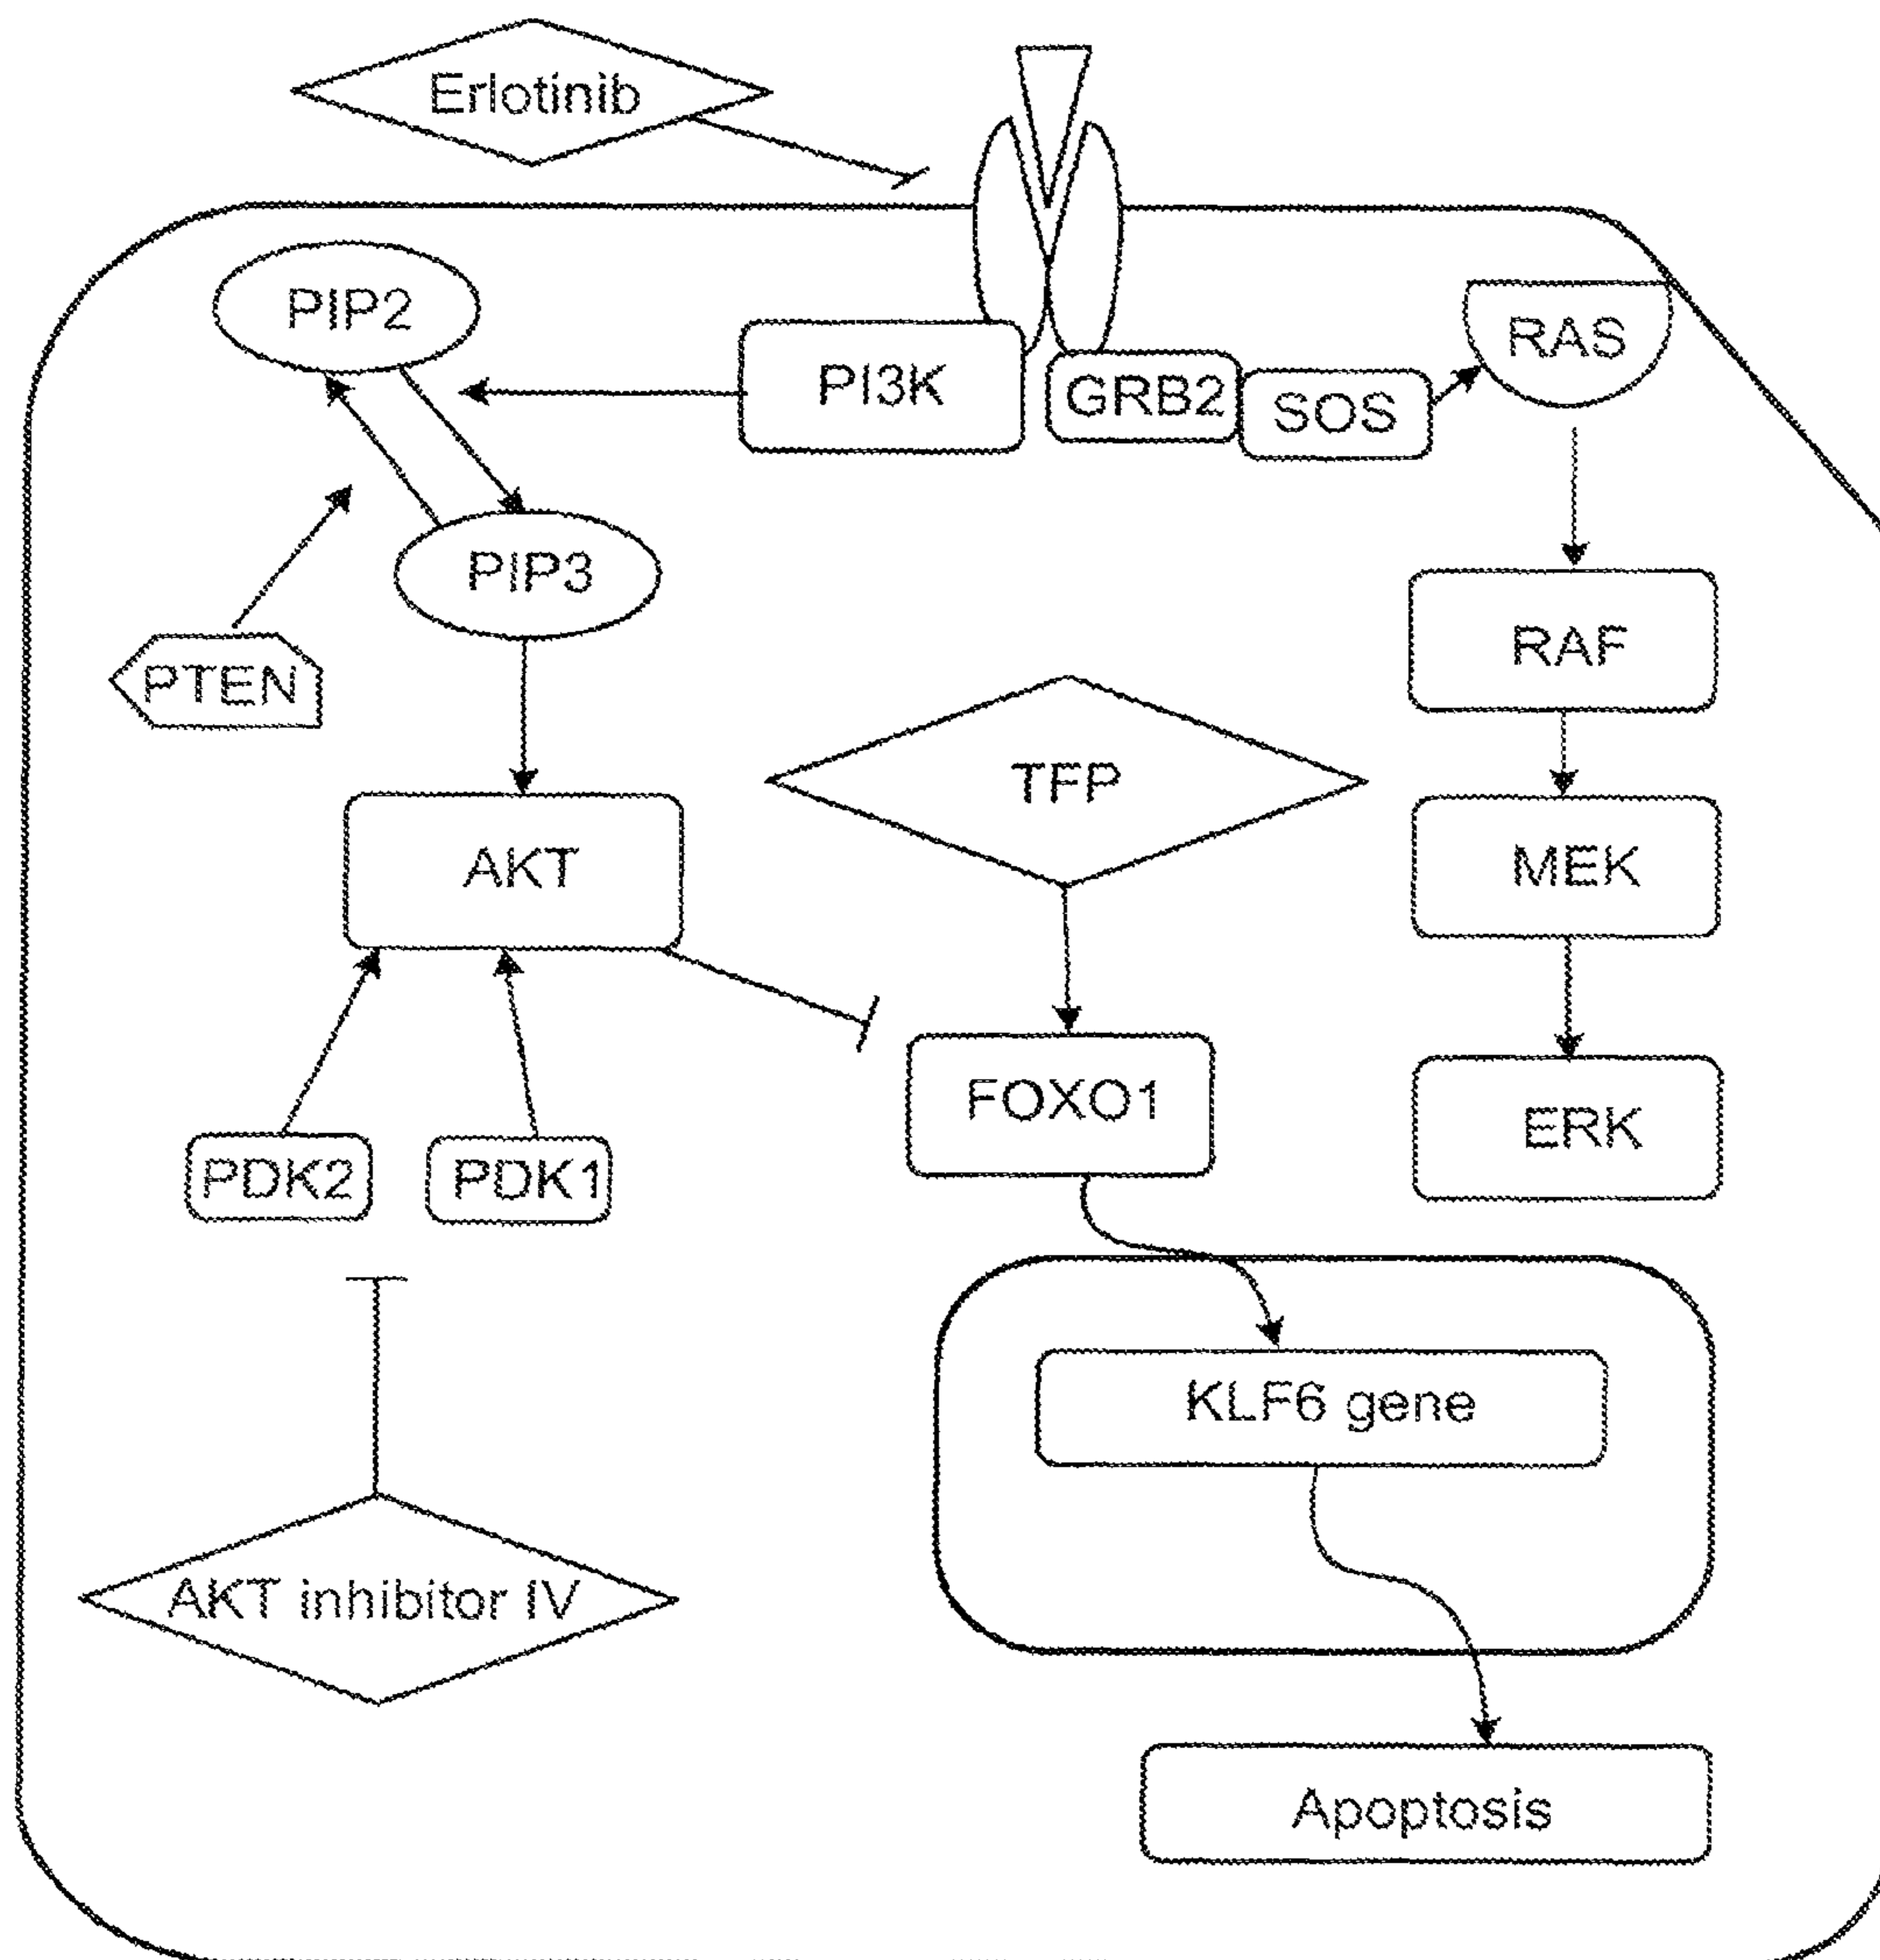 Erlotinib
PIP2
PI3K
GRB2
SOS
RAS
PIP3
PTEN
RAF
TFP
AKT
MEK
FOXO1
ERK
PDK2
PDK1
KLF6 gene
AKT inhibitor IV
Apoptosis